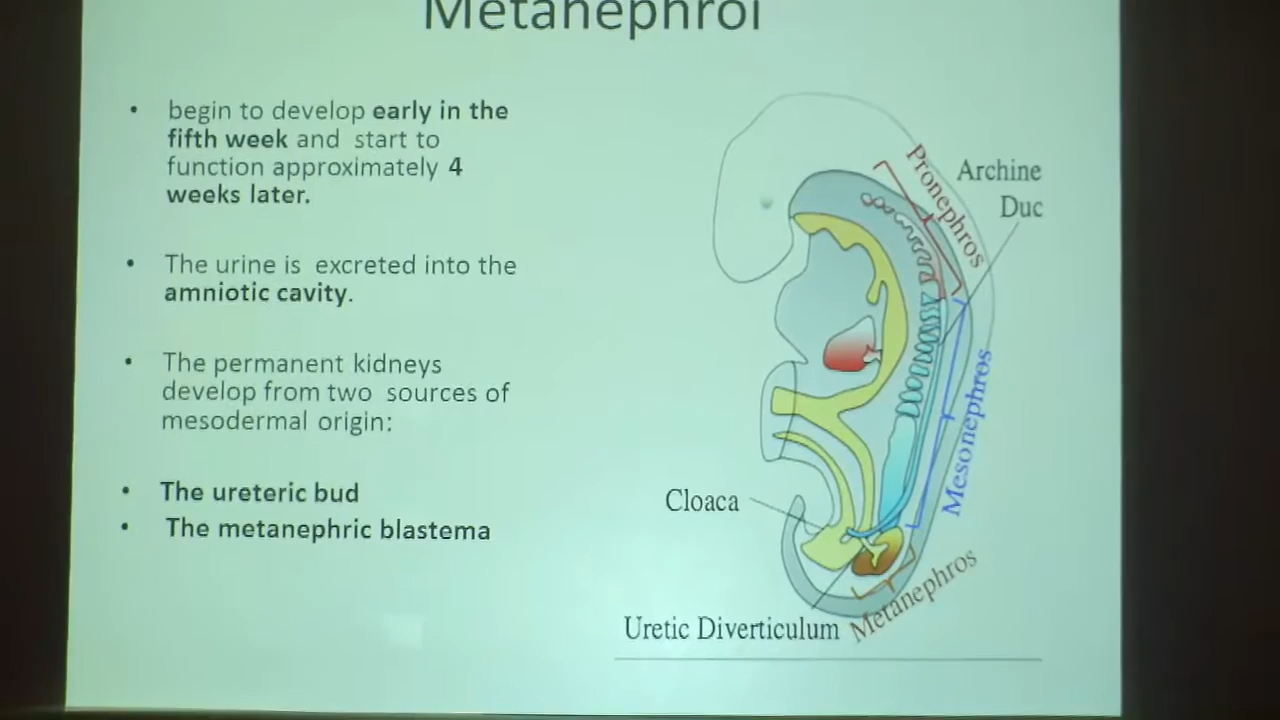 Metanephroi
• begin to develop early in the
fifth week and start to
function approximately 4
weeks later.
• The urine is excreted into the
amniotic cavity.
• The permanent kidneys
develop from two sources of
mesodermal origin:
• The ureteric bud
• The metanephric blastema
Pronephros
Archine
Duc
Mesonephros
Cloaca
Metanephros
Uretic Diverticulum